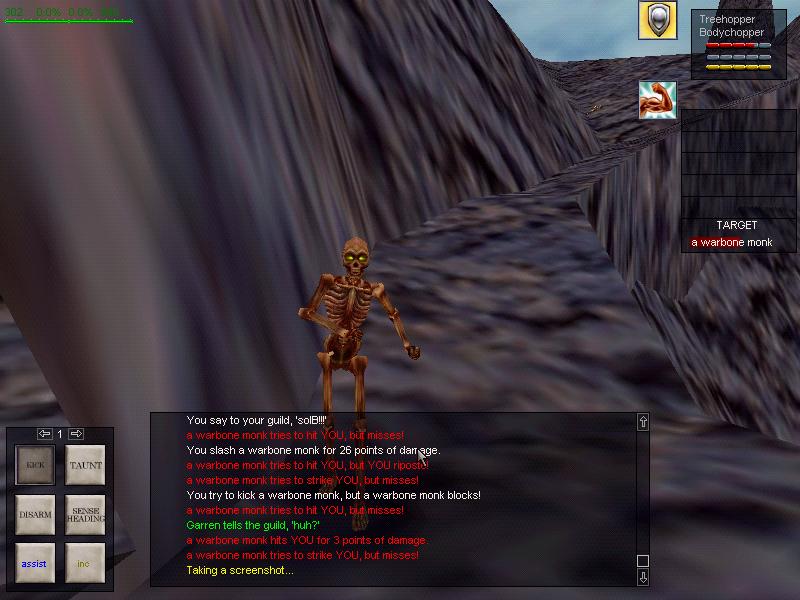 302 0.0% 0.0%
Treehopper
Bodychopper
TARGET
a warbone monk
You say to your guild, 'solB!!!'
a warbone monk tries to hit YOU, but misses!
You slash a warbone monk for 26 points of damage.
a warbone monk tries to hit YOU, but YOU riposte!
a warbone monk tries to strike YOU, but misses!
You try to kick a warbone monk, but a warbone monk blocks!
a warbone monk tries to hit YOU, but misses!
Garren tells the guild, 'huh?'
a warbone monk hits YOU for 3 points of damage.
a warbone monk tries to strike YOU, but misses!
Taking a screenshot...
1
KICK TAUNT
DISARM SENSE HEADING
assist inc